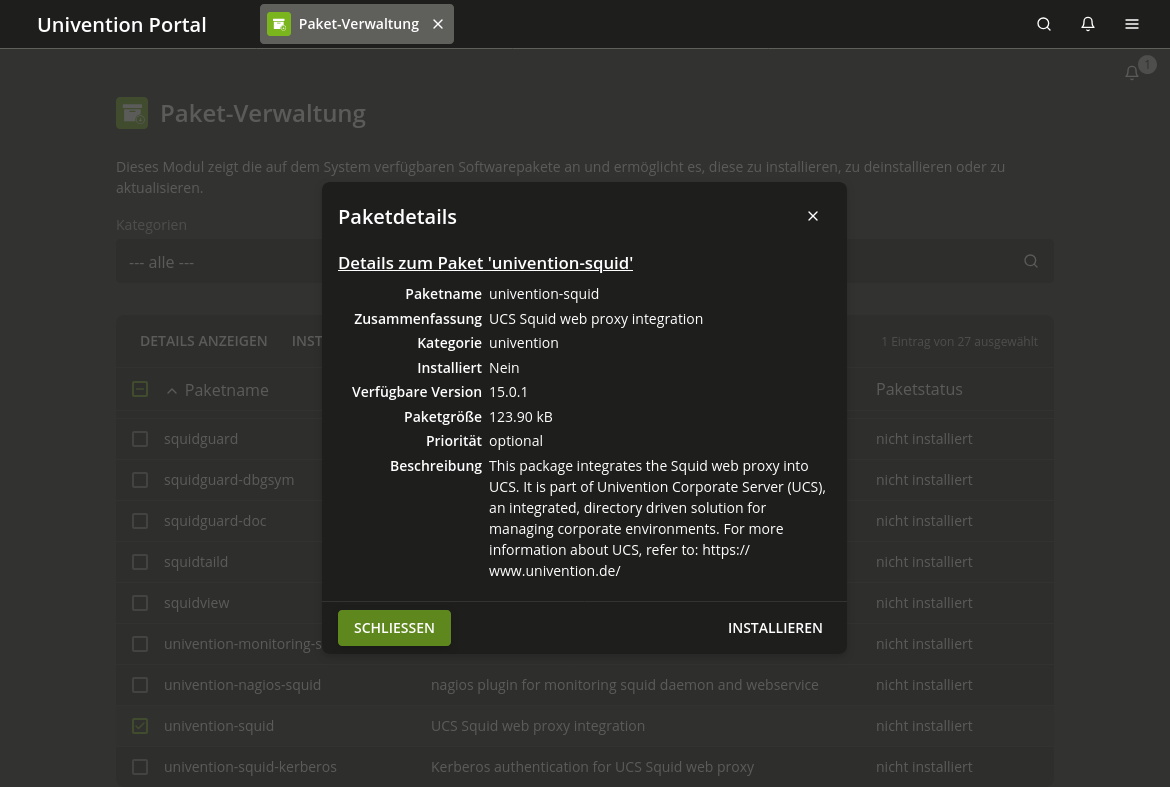 Univention Portal
Paket-Verwaltung
1
Paket-Verwaltung
Dieses Modul zeigt die auf dem System verfügbaren Softwarepakete an und ermöglicht es, diese zu installieren, zu deinstallieren oder zu
aktualisieren.
Kategorien
--- alle ---
DETAILS ANZEIGEN INST
1 Eintrag von 27 ausgewählt
Paketname Paketstatus
squidguard nicht installiert
squidguard-dbgsym nicht installiert
squidguard-doc nicht installiert
squidtaild nicht installiert
squidview nicht installiert
univention-monitoring-s nicht installiert
univention-nagios-squid nagios plugin for monitoring squid daemon and webservice nicht installiert
univention-squid UCS Squid web proxy integration nicht installiert
univention-squid-kerberos Kerberos authentication for UCS Squid web proxy nicht installiert
Paketdetails
Details zum Paket 'univention-squid'
Paketname univention-squid
Zusammenfassung UCS Squid web proxy integration
Kategorie univention
Installiert Nein
Verfügbare Version 15.0.1
Paketgröße 123.90 kB
Priorität optional
Beschreibung This package integrates the Squid web proxy into
UCS. It is part of Univention Corporate Server (UCS),
an integrated, directory driven solution for
managing corporate environments. For more
information about UCS, refer to: https://
www.univention.de/
SCHLIESSEN INSTALLIEREN